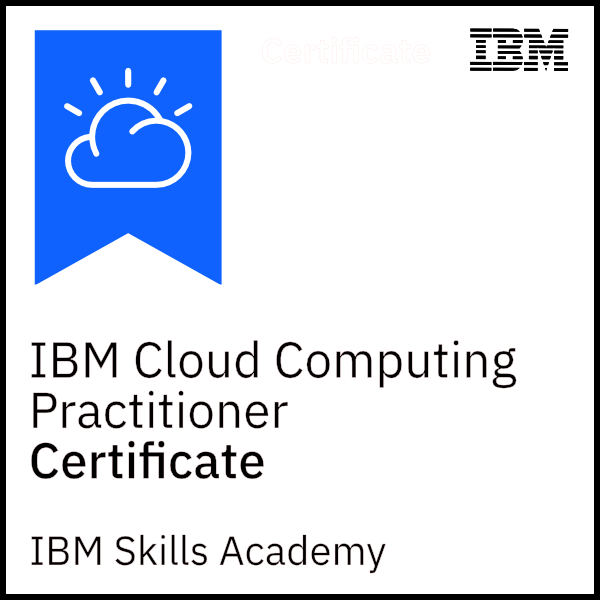 Certificate
IBM
IBM Cloud Computing
Practitioner
Certificate
IBM Skills Academy